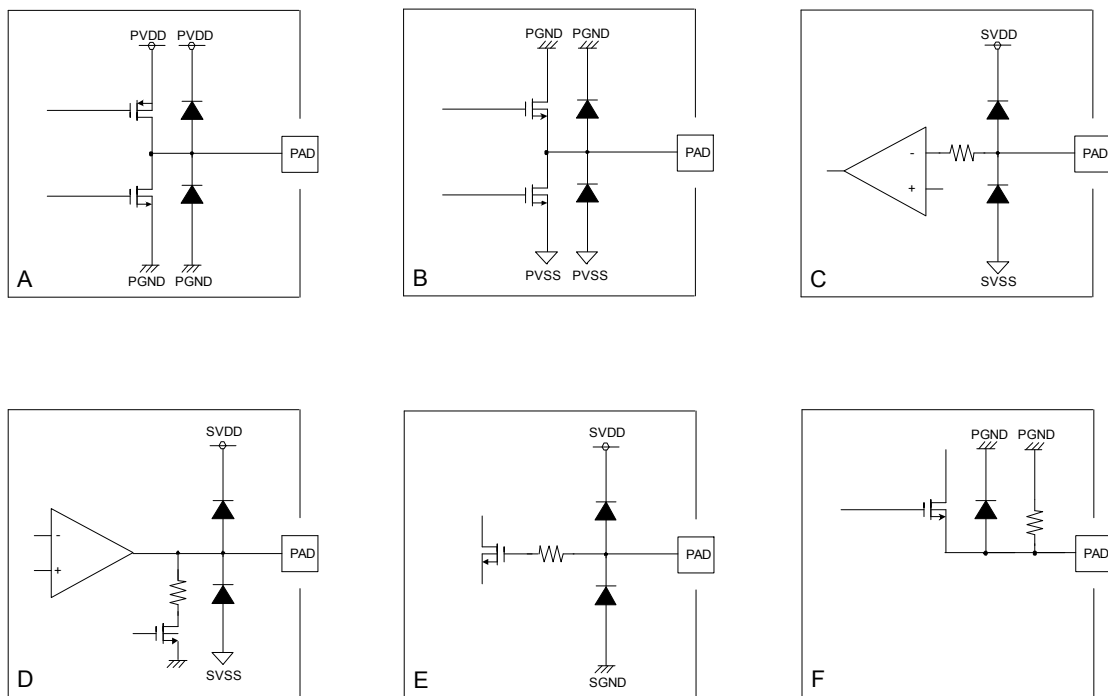 PVDD PVDD
PAD
PGND PGND
A
PGND PGND
PAD
PVSS PVSS
B
SVDD
-
+
PAD
SVSS
C
SVDD
-
+
PAD
SVSS
D
SVDD
PAD
SGND
E
PGND PGND
PAD
F